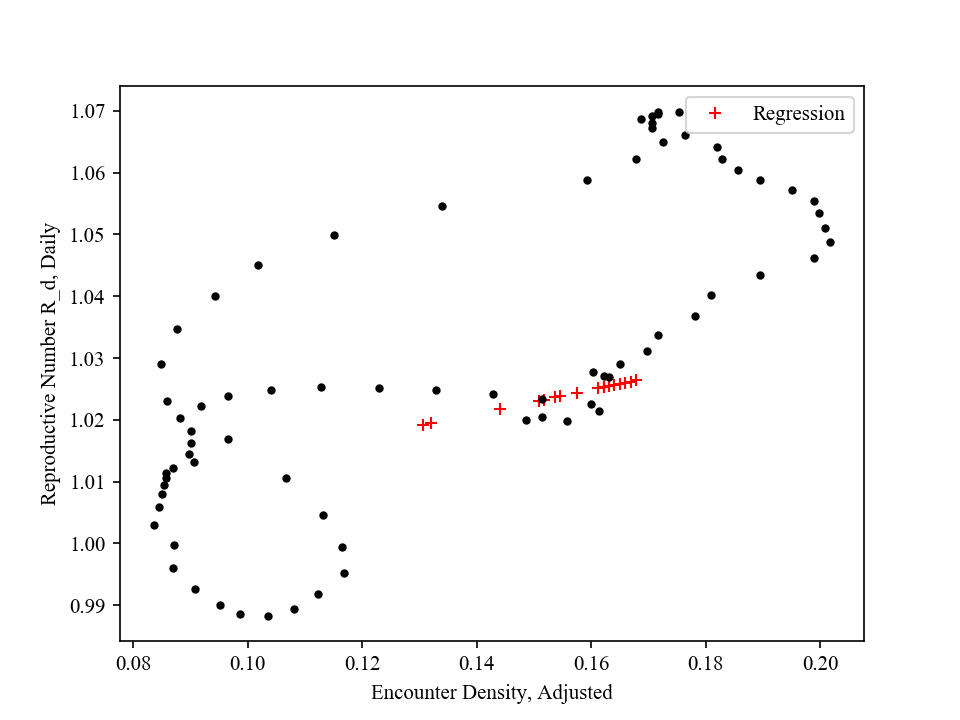 Regression
Reproductive Number R_d, Daily
1.07
1.06
1.05
1.04
1.03
1.02
1.01
1.00
0.99
0.08 0.10 0.12 0.14 0.16 0.18 0.20
Encounter Density, Adjusted